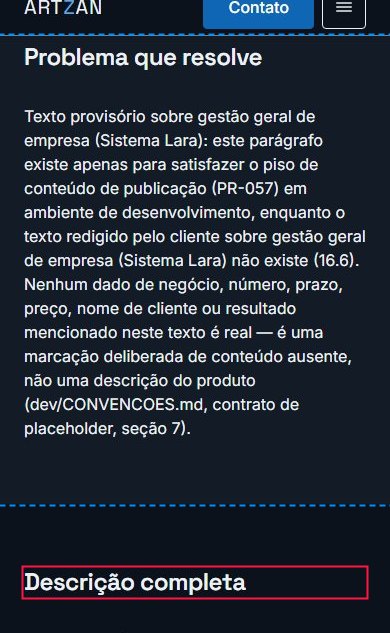 ARTZAN
Contato
Problema que resolve
Texto provisório sobre gestão geral de
empresa (Sistema Lara): este parágrafo
existe apenas para satisfazer o piso de
conteúdo de publicação (PR-057) em
ambiente de desenvolvimento, enquanto o
texto redigido pelo cliente sobre gestão geral
de empresa (Sistema Lara) não existe (16.6).
Nenhum dado de negócio, número, prazo,
preço, nome de cliente ou resultado
mencionado neste texto é real — é uma
marcação deliberada de conteúdo ausente,
não uma descrição do produto
(dev/CONVENCOES.md, contrato de
placeholder, seção 7).
Descrição completa